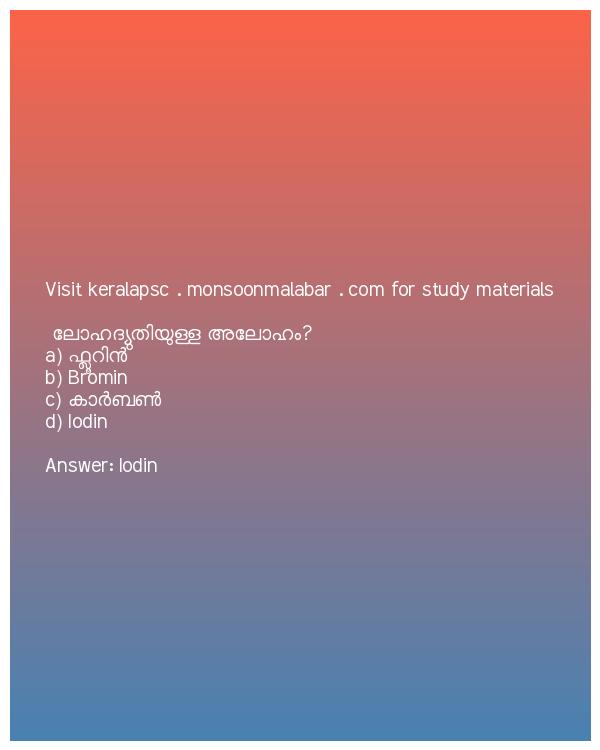 Visit keralapsc . monsoonmalabar . com for study materials
ലോഹദ്യുതിയുള്ള അലോഹം?
a) ഫ്ലൂറിൻ
b) Bromin
c) കാർബൺ
d) Iodin
Answer: Iodin